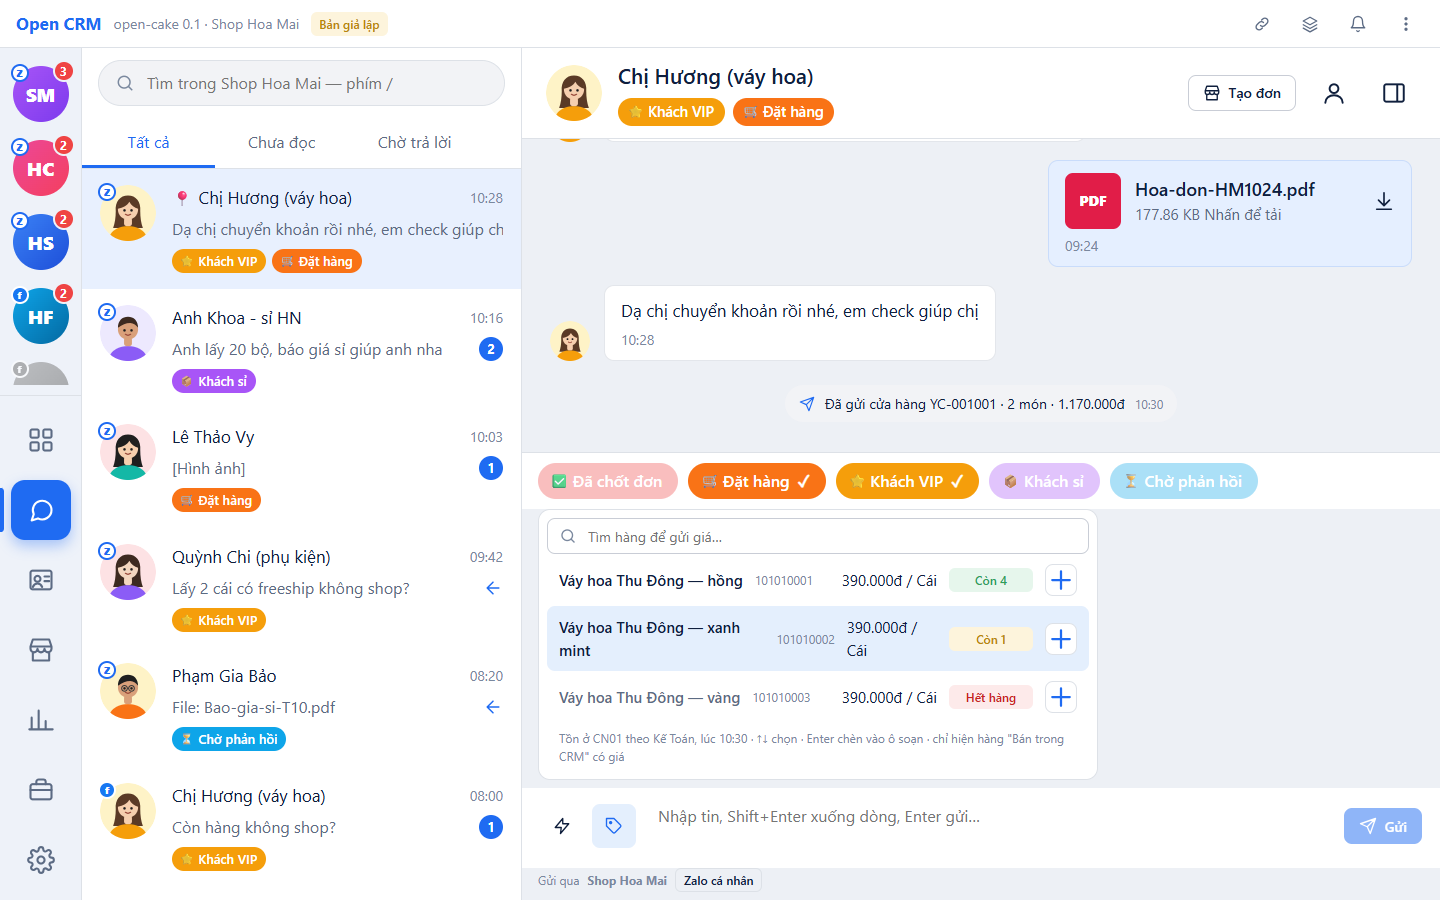 Open CRM
open-cake 0.1 · Shop Hoa Mai
Bản giả lập
SM
3
HC
2
HS
2
HF
2
Tìm trong Shop Hoa Mai — phím /
Tất cả
Chưa đọc
Chờ trả lời
Chị Hương (váy hoa)
10:28
Dạ chị chuyển khoản rồi nhé, em check giúp ch
Khách VIP
Đặt hàng
Anh Khoa - sỉ HN
10:16
Anh lấy 20 bộ, báo giá sỉ giúp anh nha
2
Khách sỉ
Lê Thảo Vy
10:03
[Hình ảnh]
1
Đặt hàng
Quỳnh Chi (phụ kiện)
09:42
Lấy 2 cái có freeship không shop?
Khách VIP
Phạm Gia Bảo
08:20
File: Bao-gia-si-T10.pdf
Chờ phản hồi
Chị Hương (váy hoa)
08:00
Còn hàng không shop?
1
Khách VIP
Chị Hương (váy hoa)
Khách VIP
Đặt hàng
Tạo đơn
PDF
Hoa-don-HM1024.pdf
177.86 KB Nhấn để tải
09:24
Dạ chị chuyển khoản rồi nhé, em check giúp chị
10:28
Đã gửi cửa hàng YC-001001 · 2 món · 1.170.000đ 10:30
Đã chốt đơn
Đặt hàng ✓
Khách VIP ✓
Khách sỉ
Chờ phản hồi
Tìm hàng để gửi giá...
Váy hoa Thu Đông — hồng 101010001 390.000đ / Cái Còn 4
Váy hoa Thu Đông — xanh
mint
101010002
390.000đ /
Cái
Còn 1
Váy hoa Thu Đông — vàng 101010003 390.000đ / Cái Hết hàng
Tồn ở CN01 theo Kế Toán, lúc 10:30 · ↑↓ chọn · Enter chèn vào ô soạn · chỉ hiện hàng "Bán trong
CRM" có giá
Nhập tin, Shift+Enter xuống dòng, Enter gửi...
Gửi
Gửi qua Shop Hoa Mai Zalo cá nhân